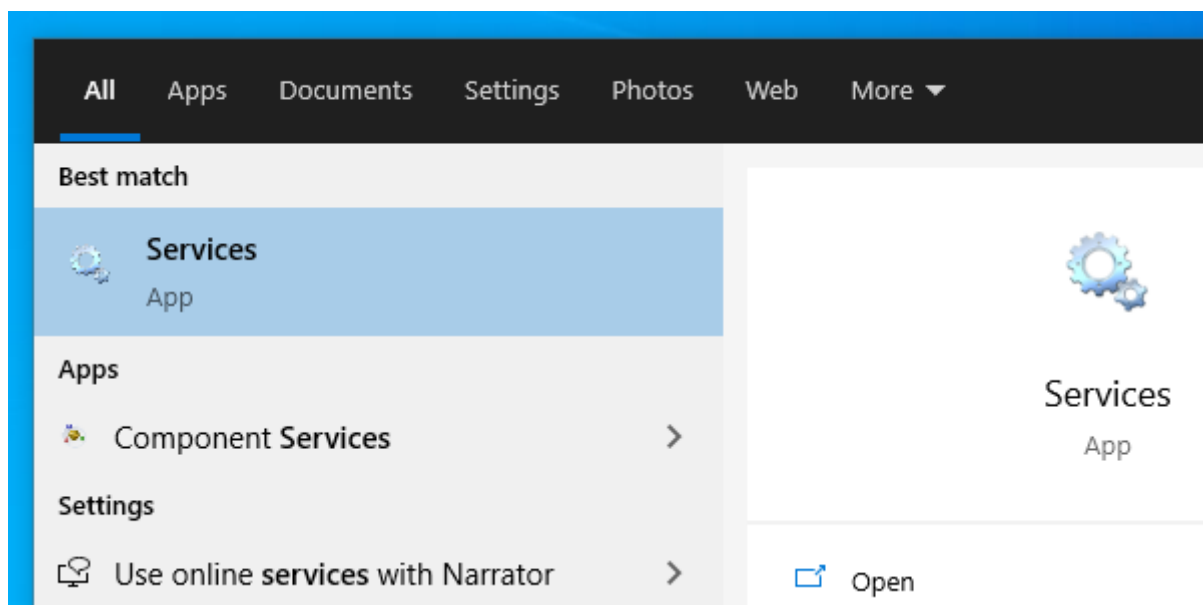 All Apps Documents Settings Photos Web More
Best match
Services
App
Apps
Component Services
Settings
Use online services with Narrator
Services
App
Open